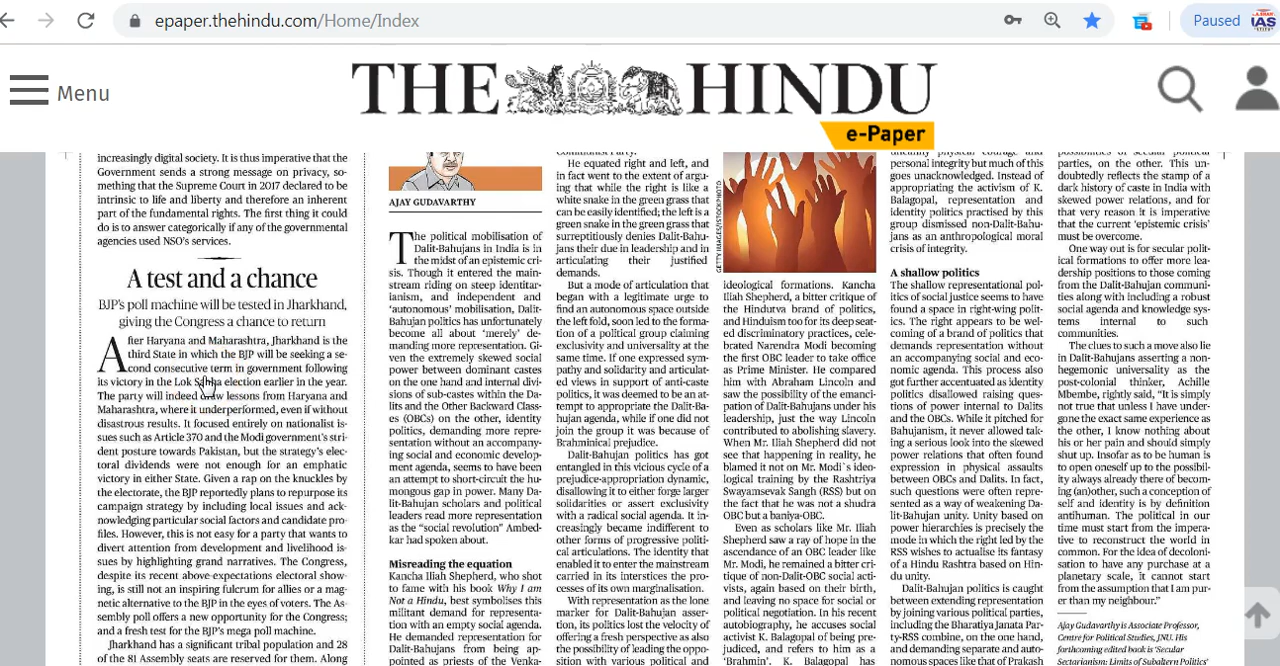 epaper.thehindu.com/Home/Index
Paused
IAS
Menu
THE HINDU
e-Paper
increasingly digital society. It is thus imperative that the
Government sends a strong message on privacy, so-
mething that the Supreme Court in 2017 declared to be
intrinsic to life and liberty and therefore an inherent
part of the fundamental rights. The first thing it could
do is to answer categorically if any of the governmental
agencies used NSO's services.
A test and a chance
BJP's poll machine will be tested in Jharkhand,
giving the Congress a chance to return
After Haryana and Maharashtra, Jharkhand is the
third State in which the BJP will be seeking a se-
cond consecutive term in government following
its victory in the Lok Sabha election earlier in the year.
The party will indeed draw lessons from Haryana and
Maharashtra, where it underperformed, even if without
disastrous results. It focused entirely on nationalist is-
sues such as Article 370 and the Modi government's stri-
dent posture towards Pakistan, but the strategy's elec-
toral dividends were not enough for an emphatic
victory in either State. Given a rap on the knuckles by
the electorate, the BJP reportedly plans to repurpose its
campaign strategy by including local issues and ack-
nowledging particular social factors and candidate pro-
files. However, this is not easy for a party that wants to
divert attention from development and livelihood is-
sues by highlighting grand narratives. The Congress,
despite its recent above-expectations electoral show-
ing, is still not an inspiring fulcrum for allies or a mag-
netic alternative to the BJP in the eyes of voters. The As-
sembly poll offers a new opportunity for the Congress;
and a fresh test for the BJP's mega poll machine.
Jharkhand has a significant tribal population and 28
of the 81 Assembly seats are reserved for them. Along
AJAY GUDAVARTHY
The political mobilisation of
Dalit-Bahujans in India is in
the midst of an epistemic cri-
sis. Though it entered the main-
stream riding on steep identitar-
ianism, and independent and
'autonomous' mobilisation, Dalit-
Bahujan politics has unfortunately
become all about 'merely' de-
manding more representation. Gi-
ven the extremely skewed social
power between dominant castes
on the one hand and internal divi-
sions of sub-castes within the Da-
lits and the Other Backward Class-
es (OBCs) on the other, identity
politics, demanding more repre-
sentation without an accompany-
ing social and economic develop-
ment agenda, seems to have been
an attempt to short-circuit the hu-
mongous gap in power. Many Da-
lit-Bahujan scholars and political
leaders read more representation
as the "social revolution" Ambed-
kar had spoken about.
Misreading the equation
Kancha Iliah Shepherd, who shot
to fame with his book Why I am
Not a Hindu, best symbolises this
militant demand for representa-
tion with an empty social agenda.
He demanded representation for
Dalit-Bahujans from being ap-
pointed as priests of the Venka-
Communist Party.
He equated right and left, and
in fact went to the extent of argu-
ing that while the right is like a
white snake in the green grass that
can be easily identified; the left is a
green snake in the green grass that
surreptitiously denies Dalit-Bahu-
jans their due in leadership and in
articulating their justified
demands.
But a mode of articulation that
began with a legitimate urge to
find an autonomous space outside
the left fold, soon led to the forma-
tion of a political group claiming
exclusivity and universality at the
same time. If one expressed sym-
pathy and solidarity and articulat-
ed views in support of anti-caste
politics, it was deemed to be an at-
tempt to appropriate the Dalit-Ba-
hujan agenda, while if one did not
join the group it was because of
Brahminical prejudice.
Dalit-Bahujan politics has got
entangled in this vicious cycle of a
prejudice-appropriation dynamic,
disallowing it to either forge larger
solidarities or assert exclusivity
with a radical social agenda. It in-
creasingly became indifferent to
other forms of progressive politi-
cal articulations. The identity that
enabled it to enter the mainstream
carried in its interstices the pro-
cesses of its own marginalisation.
With representation as the lone
marker for Dalit-Bahujan asser-
tion, its politics lost the velocity of
offering a fresh perspective as also
the possibility of leading the oppo-
sition with various political and
GETTY IMAGES/ISTOCKPHOTO
ideological formations. Kancha
Iliah Shepherd, a bitter critique of
the Hindutva brand of politics,
and Hinduism too for its deep seat-
ed discriminatory practices, cele-
brated Narendra Modi becoming
the first OBC leader to take office
as Prime Minister. He compared
him with Abraham Lincoln and
saw the possibility of the emanci-
pation of Dalit-Bahujans under his
leadership, just the way Lincoln
contributed to abolishing slavery.
When Mr. Iliah Shepherd did not
see that happening in reality, he
blamed it not on Mr. Modi`s ideo-
logical training by the Rashtriya
Swayamsevak Sangh (RSS) but on
the fact that he was not a shudra
OBC but a baniya-OBC.
Even as scholars like Mr. Iliah
Shepherd saw a ray of hope in the
ascendance of an OBC leader like
Mr. Modi, he remained a bitter cri-
tique of non-Dalit-OBC social acti-
vists, again based on their birth,
and leaving no space for social or
political negotiation. In his recent
autobiography, he accuses social
activist K. Balagopal of being pre-
judiced, and refers to him as a
'Brahmin'. K. Balagopal has
personal integrity but much of this
goes unacknowledged. Instead of
appropriating the activism of K.
Balagopal, representation and
identity politics practised by this
group dismissed non-Dalit-Bahu-
jans as an anthropological moral
crisis of integrity.
A shallow politics
The shallow representational pol-
itics of social justice seems to have
found a space in right-wing polit-
ics. The right appears to be wel-
coming of a brand of politics that
demands representation without
an accompanying social and eco-
nomic agenda. This process also
got further accentuated as identity
politics disallowed raising ques-
tions of power internal to Dalits
and the OBCs. While it pitched for
Bahujanism, it never allowed tak-
ing a serious look into the skewed
power relations that often found
expression in physical assaults
between OBCs and Dalits. In fact,
such questions were often repre-
sented as a way of weakening Da-
lit-Bahujan unity. Unity based on
power hierarchies is precisely the
mode in which the right led by the
RSS wishes to actualise its fantasy
of a Hindu Rashtra based on Hin-
du unity.
Dalit-Bahujan politics is caught
between extending representation
by joining various political parties,
including the Bharatiya Janata Par-
ty-RSS combine, on the one hand,
and demanding separate and auto-
nomous spaces like that of Prakash
possibilities of secular political
parties, on the other. This un-
doubtedly reflects the stamp of a
dark history of caste in India with
skewed power relations, and for
that very reason it is imperative
that the current 'epistemic crisis'
must be overcome.
One way out is for secular polit-
ical formations to offer more lea-
dership positions to those coming
from the Dalit-Bahujan communi-
ties along with including a robust
social agenda and knowledge sys-
tems internal to such
communities.
The clues to such a move also lie
in Dalit-Bahujans asserting a non-
hegemonic universality as the
post-colonial thinker, Achille
Mbembe, rightly said, "It is simply
not true that unless I have under-
gone the exact same experience as
the other, I know nothing about
his or her pain and should simply
shut up. Insofar as to be human is
to open oneself up to the possibil-
ity always already there of becom-
ing (an)other, such a conception of
self and identity is by definition
antihuman. The political in our
time must start from the impera-
tive to reconstruct the world in
common. For the idea of decoloni-
sation to have any purchase at a
planetary scale, it cannot start
from the assumption that I am pur-
er than my neighbour."
Ajay Gudavarthy is Associate Professor,
Centre for Political Studies, JNU. His
forthcoming edited book is 'Secular
Sectarianism: Limits of Subaltern Politics'